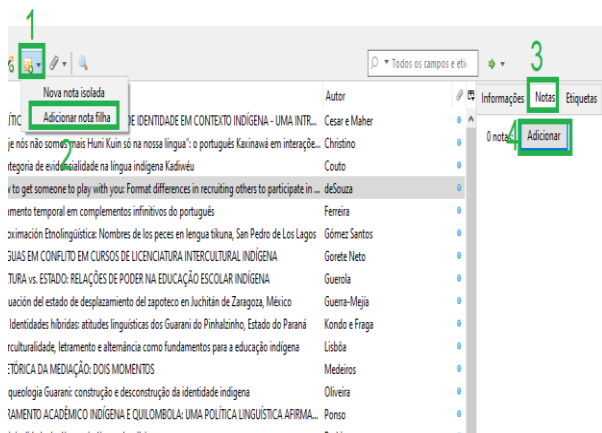 1
3
Todos os campos e eti
Nova nota isolada
Adicionar nota filha
2
Autor
Informações Notas Etiquetas
0 notas: Adicionar
4
DE IDENTIDADE EM CONTEXTO INDÍGENA - UMA INTR... Cesar e Maher
je nós não somos mais Huni Kuin só na nossa língua": o português Kaxinawá em interaçõe... Christino
ategoria de evidencialidade na língua indígena Kadiwéu Couto
to get someone to play with you: Format differences in recruiting others to participate in ... deSouza
amento temporal em complementos infinitivos do português Ferreira
oximación Etnolingüística: Nombres de los peces en lengua tikuna, San Pedro de Los Lagos Gómez Santos
GUAS EM CONFLITO EM CURSOS DE LICENCIATURA INTERCULTURAL INDÍGENA Gorete Neto
TURA vs. ESTADO: RELAÇÕES DE PODER NA EDUCAÇÃO ESCOLAR INDÍGENA Guerola
uación del estado de desplazamiento del zapoteco en Juchitán de Zaragoza, México Guerra-Mejía
Identidades híbridas: atitudes linguísticas dos Guarani do Pinhalzinho, Estado do Paraná Kondo e Fraga
rculturalidade, letramento e alternância como fundamentos para a educação indígena Lisbôa
ETÓRICA DA MEDIAÇÃO: DOIS MOMENTOS Medeiros
queologia Guarani: construção e desconstrução da identidade indígena Oliveira
RAMENTO ACADÊMICO INDÍGENA E QUILOMBOLA: UMA POLÍTICA LINGUÍSTICA AFIRMA... Ponso